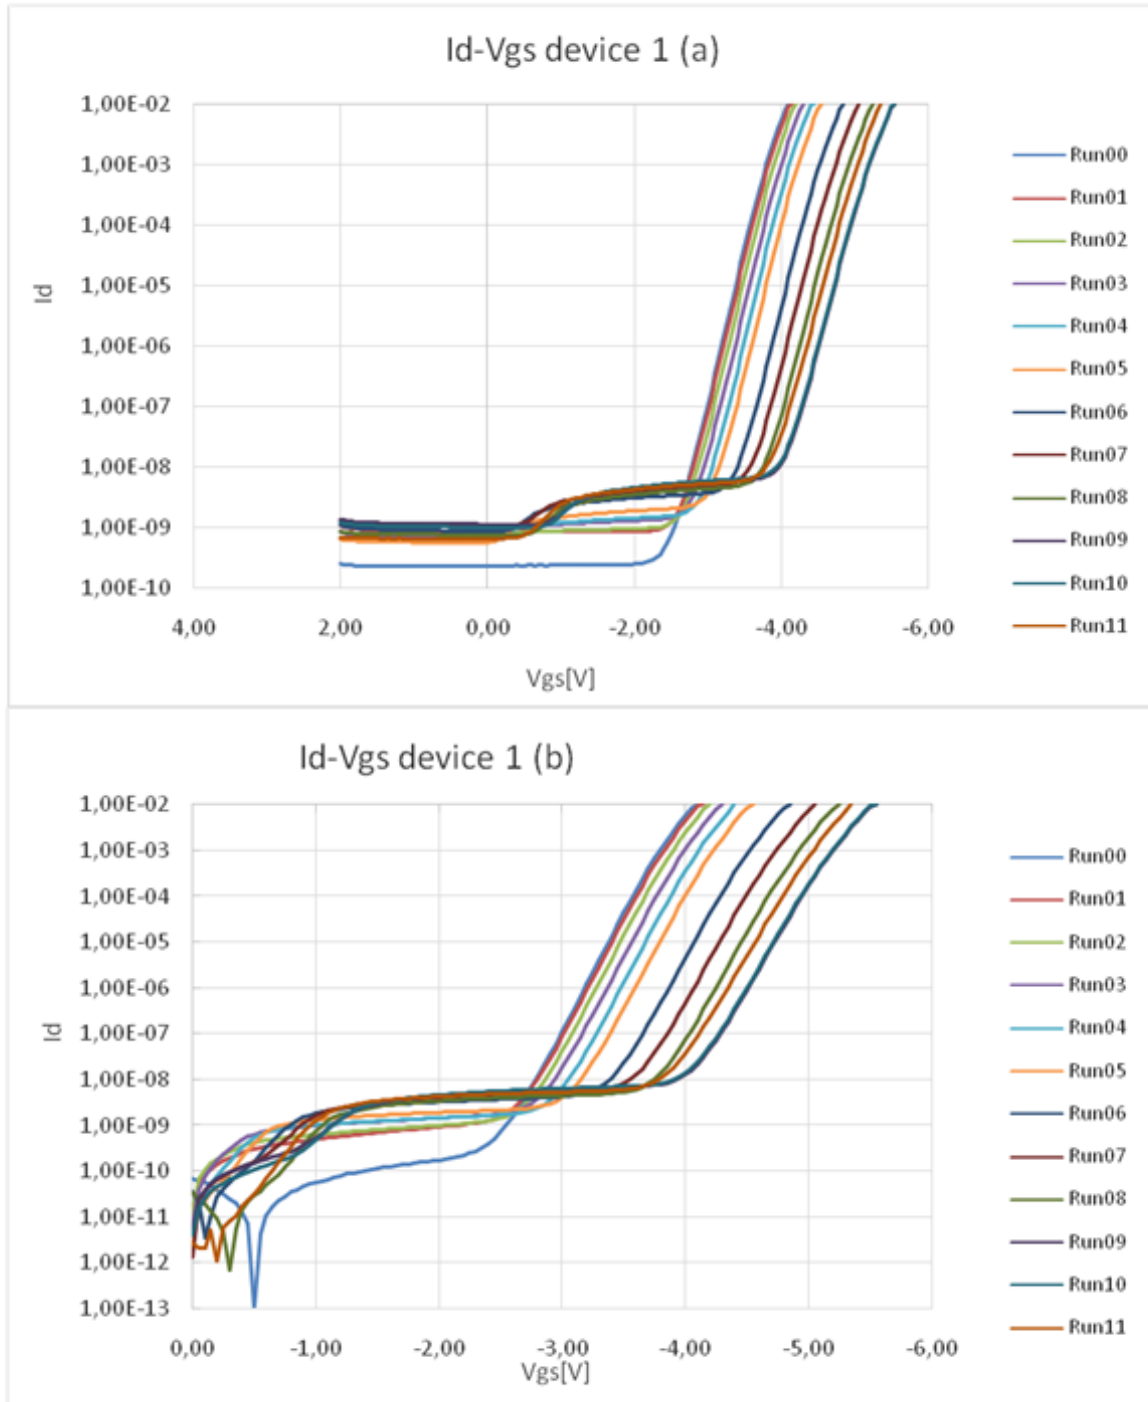 Id-Vgs device 1 (a)
1,00E-02
1,00E-03
1,00E-04
1,00E-05
1,00E-06
1,00E-07
1,00E-08
1,00E-09
1,00E-10
Id
4,00 2,00 0,00 -2,00 -4,00 -6,00
Vgs[V]
Run00
Run01
Run02
Run03
Run04
Run05
Run06
Run07
Run08
Run09
Run10
Run11
Id-Vgs device 1 (b)
1,00E-02
1,00E-03
1,00E-04
1,00E-05
1,00E-06
1,00E-07
1,00E-08
1,00E-09
1,00E-10
1,00E-11
1,00E-12
1,00E-13
Id
0,00 -1,00 -2,00 -3,00 -4,00 -5,00 -6,00
Vgs[V]
Run00
Run01
Run02
Run03
Run04
Run05
Run06
Run07
Run08
Run09
Run10
Run11